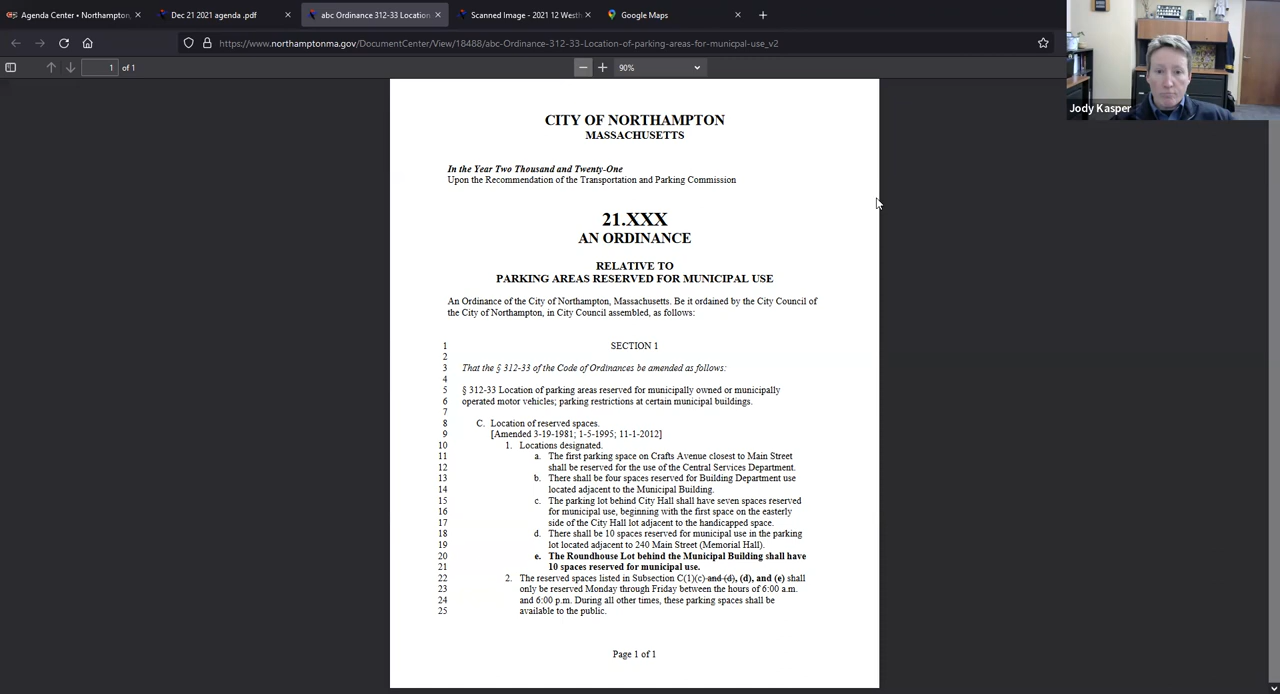 Agenda Center • Northampton,
Dec 21 2021 agenda .pdf
abc Ordinance 312-33 Location
Scanned Image - 2021 12 Westh
Google Maps
https://www.northamptonma.gov/DocumentCenter/View/18488/abc-Ordinance-312-33-Location-of-parking-areas-for-municpal-use_v2
1 of 1
90%
Jody Kasper
CITY OF NORTHAMPTON
MASSACHUSETTS
In the Year Two Thousand and Twenty-One
Upon the Recommendation of the Transportation and Parking Commission
21.XXX
AN ORDINANCE
RELATIVE TO
PARKING AREAS RESERVED FOR MUNICIPAL USE
An Ordinance of the City of Northampton, Massachusetts. Be it ordained by the City Council of
the City of Northampton, in City Council assembled, as follows:
1 SECTION 1
2
3 That the § 312-33 of the Code of Ordinances be amended as follows:
4
5 § 312-33 Location of parking areas reserved for municipally owned or municipally
6 operated motor vehicles; parking restrictions at certain municipal buildings.
7
8 C. Location of reserved spaces.
9 [Amended 3-19-1981; 1-5-1995; 11-1-2012]
10 1. Locations designated.
11 a. The first parking space on Crafts Avenue closest to Main Street
12 shall be reserved for the use of the Central Services Department.
13 b. There shall be four spaces reserved for Building Department use
14 located adjacent to the Municipal Building.
15 c. The parking lot behind City Hall shall have seven spaces reserved
16 for municipal use, beginning with the first space on the easterly
17 side of the City Hall lot adjacent to the handicapped space.
18 d. There shall be 10 spaces reserved for municipal use in the parking
19 lot located adjacent to 240 Main Street (Memorial Hall).
20 e. The Roundhouse Lot behind the Municipal Building shall have
21 10 spaces reserved for municipal use.
22 2. The reserved spaces listed in Subsection C(1)(c) and (d), (d), and (e) shall
23 only be reserved Monday through Friday between the hours of 6:00 a.m.
24 and 6:00 p.m. During all other times, these parking spaces shall be
25 available to the public.
Page 1 of 1